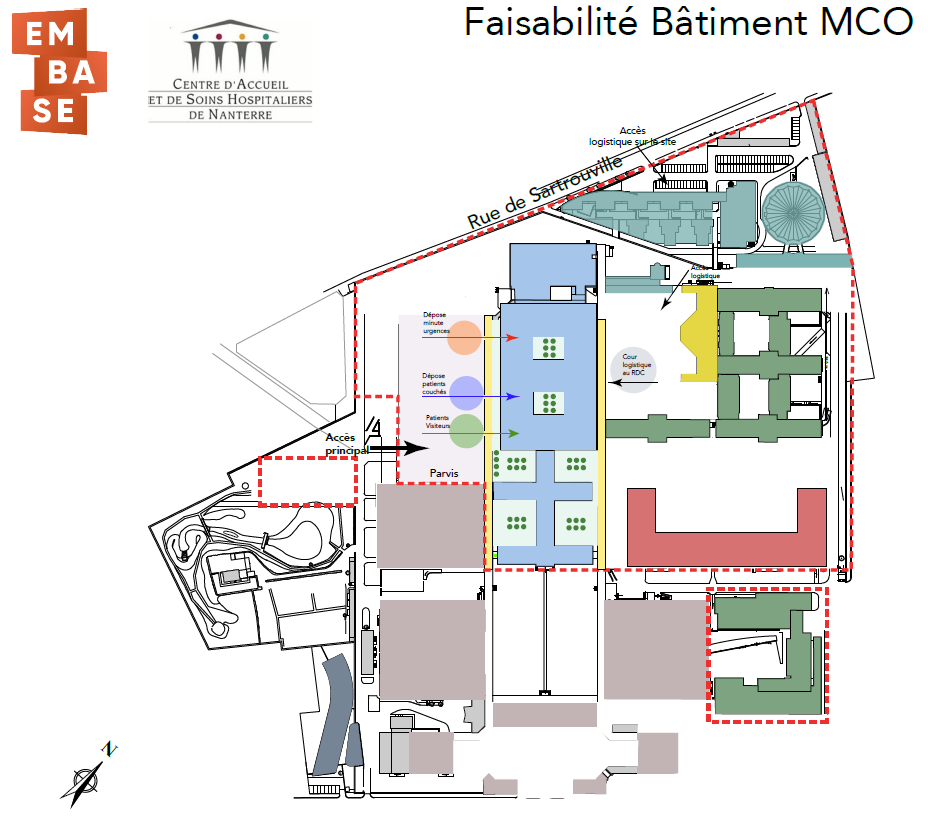 Faisabilité Bâtiment MCO
EM
BA
SE
CENTRE D'ACCUEIL
ET DE SOINS HOSPITALIERS
DE NANTERRE
Accès
logistique sur le site
Rue de Sartrouville
Accès
logistique
Dépose
minute
urgences
Cour
logistique
au RDC
Dépose
patients
couchés
Patients
Visiteurs
Accès
principal
Parvis
N